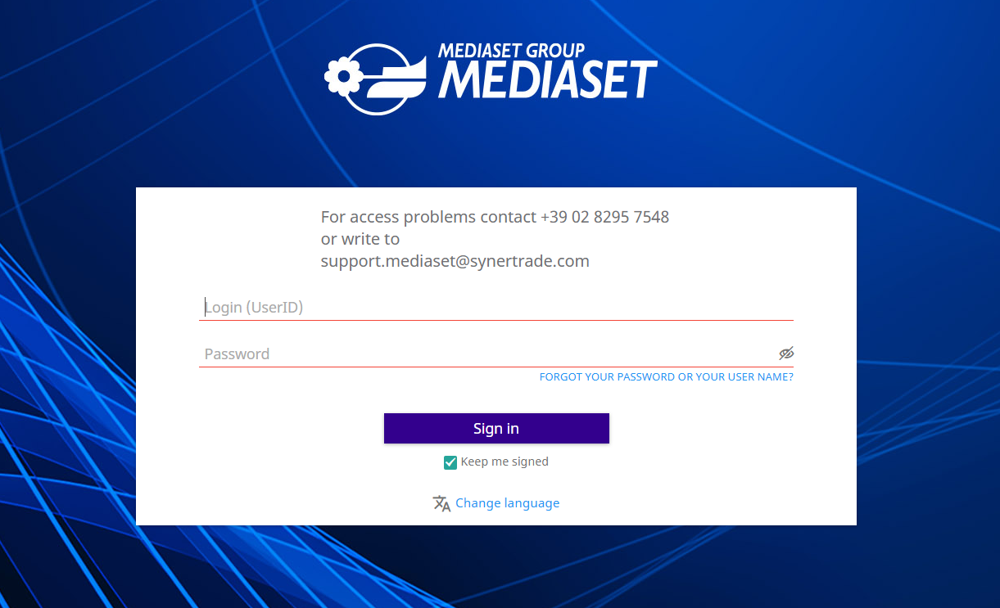 MEDIASET GROUP
MEDIASET
For access problems contact +39 02 8295 7548
or write to
support.mediaset@synertrade.com
Login (UserID)
Password
FORGOT YOUR PASSWORD OR YOUR USER NAME?
Sign in
Keep me signed
Change language